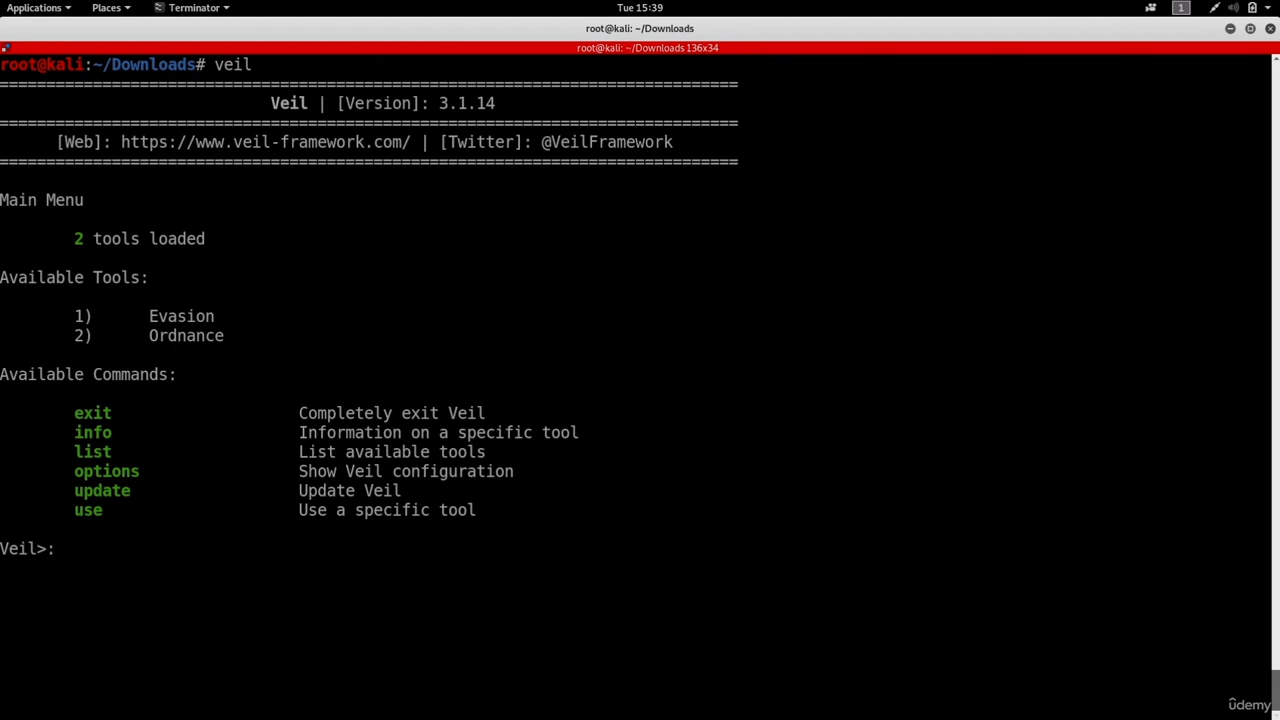 Applications Places Terminator Tue 15:39 1
root@kali: ~/Downloads
root@kali: ~/Downloads 136x34
root@kali:~/Downloads# veil
===============================================================================
Veil | [Version]: 3.1.14
===============================================================================
[Web]: https://www.veil-framework.com/ | [Twitter]: @VeilFramework
===============================================================================
Main Menu
2 tools loaded
Available Tools:
1) Evasion
2) Ordnance
Available Commands:
exit Completely exit Veil
info Information on a specific tool
list List available tools
options Show Veil configuration
update Update Veil
use Use a specific tool
Veil>:
ûdemy